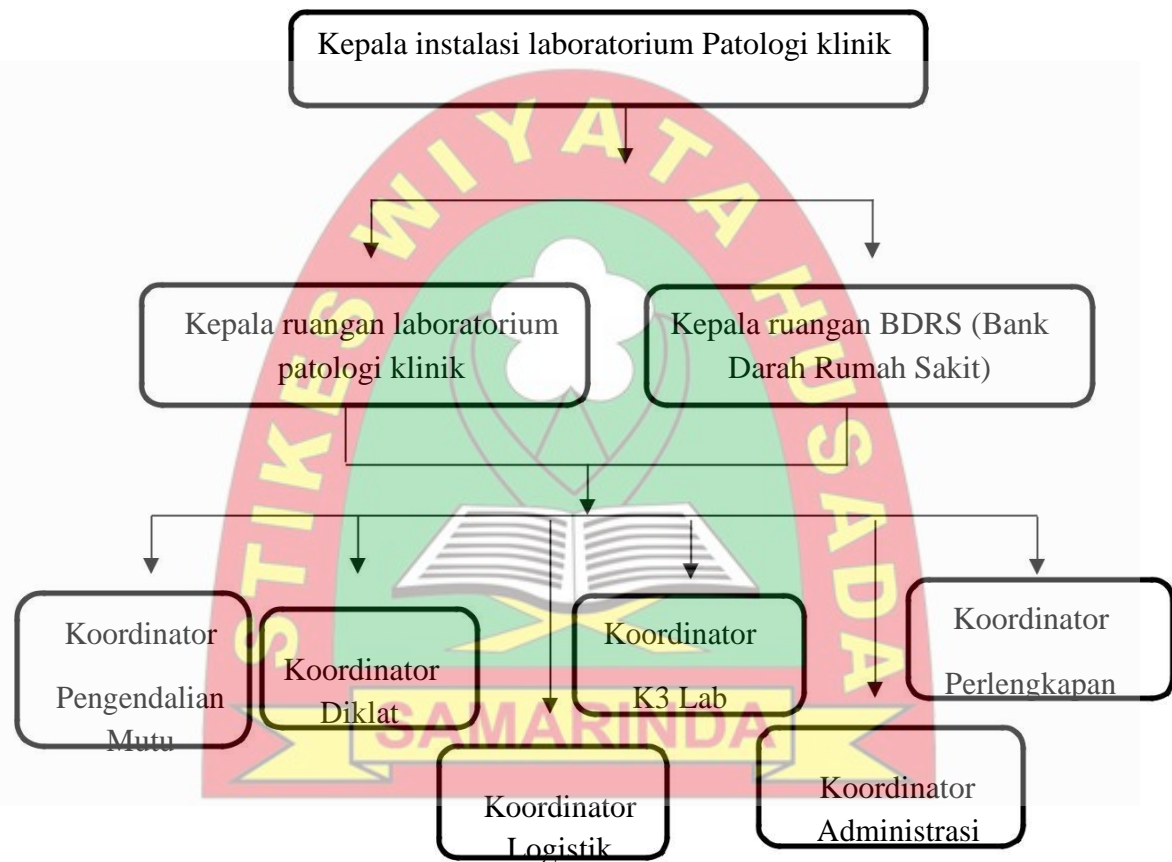 Kepala instalasi laboratorium Patologi klinik
STIKES WIYATA HUSADA
Kepala ruangan laboratorium
patologi klinik
Kepala ruangan BDRS (Bank
Darah Rumah Sakit)
Koordinator
Pengendalian
Mutu
Koordinator
Diklat
Koordinator
K3 Lab
Koordinator
Perlengkapan
SAMARINDA
Koordinator
Logistik
Koordinator
Administrasi